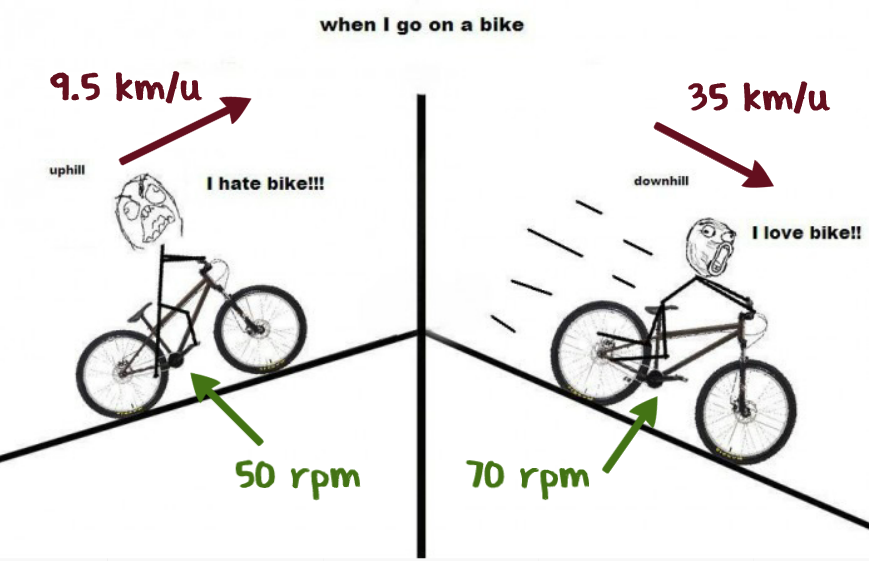 when I go on a bike
9.5 km/u
uphill
I hate bike!!!
50 rpm
35 km/u
downhill
I love bike!!
70 rpm